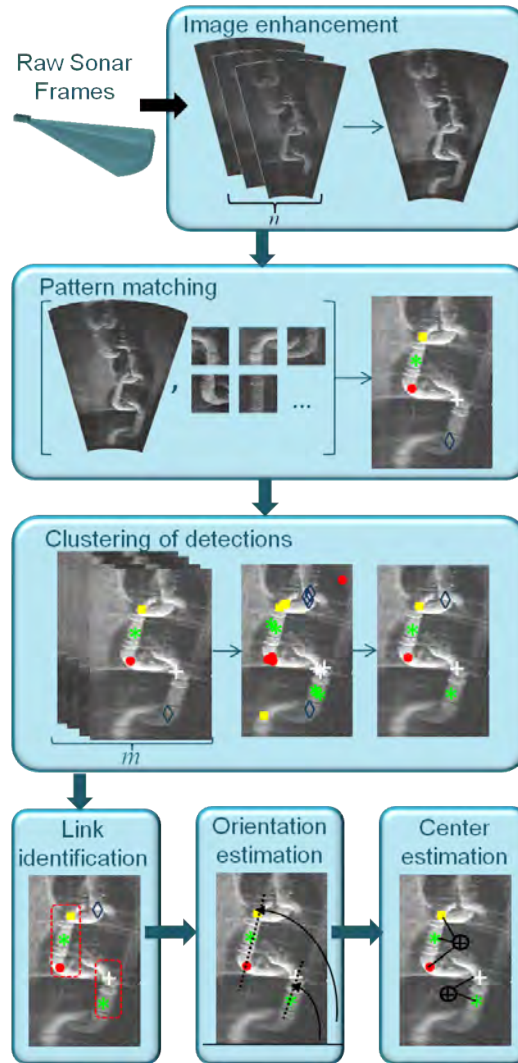 Image enhancement
Raw Sonar
Frames
n
Pattern matching
,
...
Clustering of detections
m
Link
identification
Orientation
estimation
Center
estimation